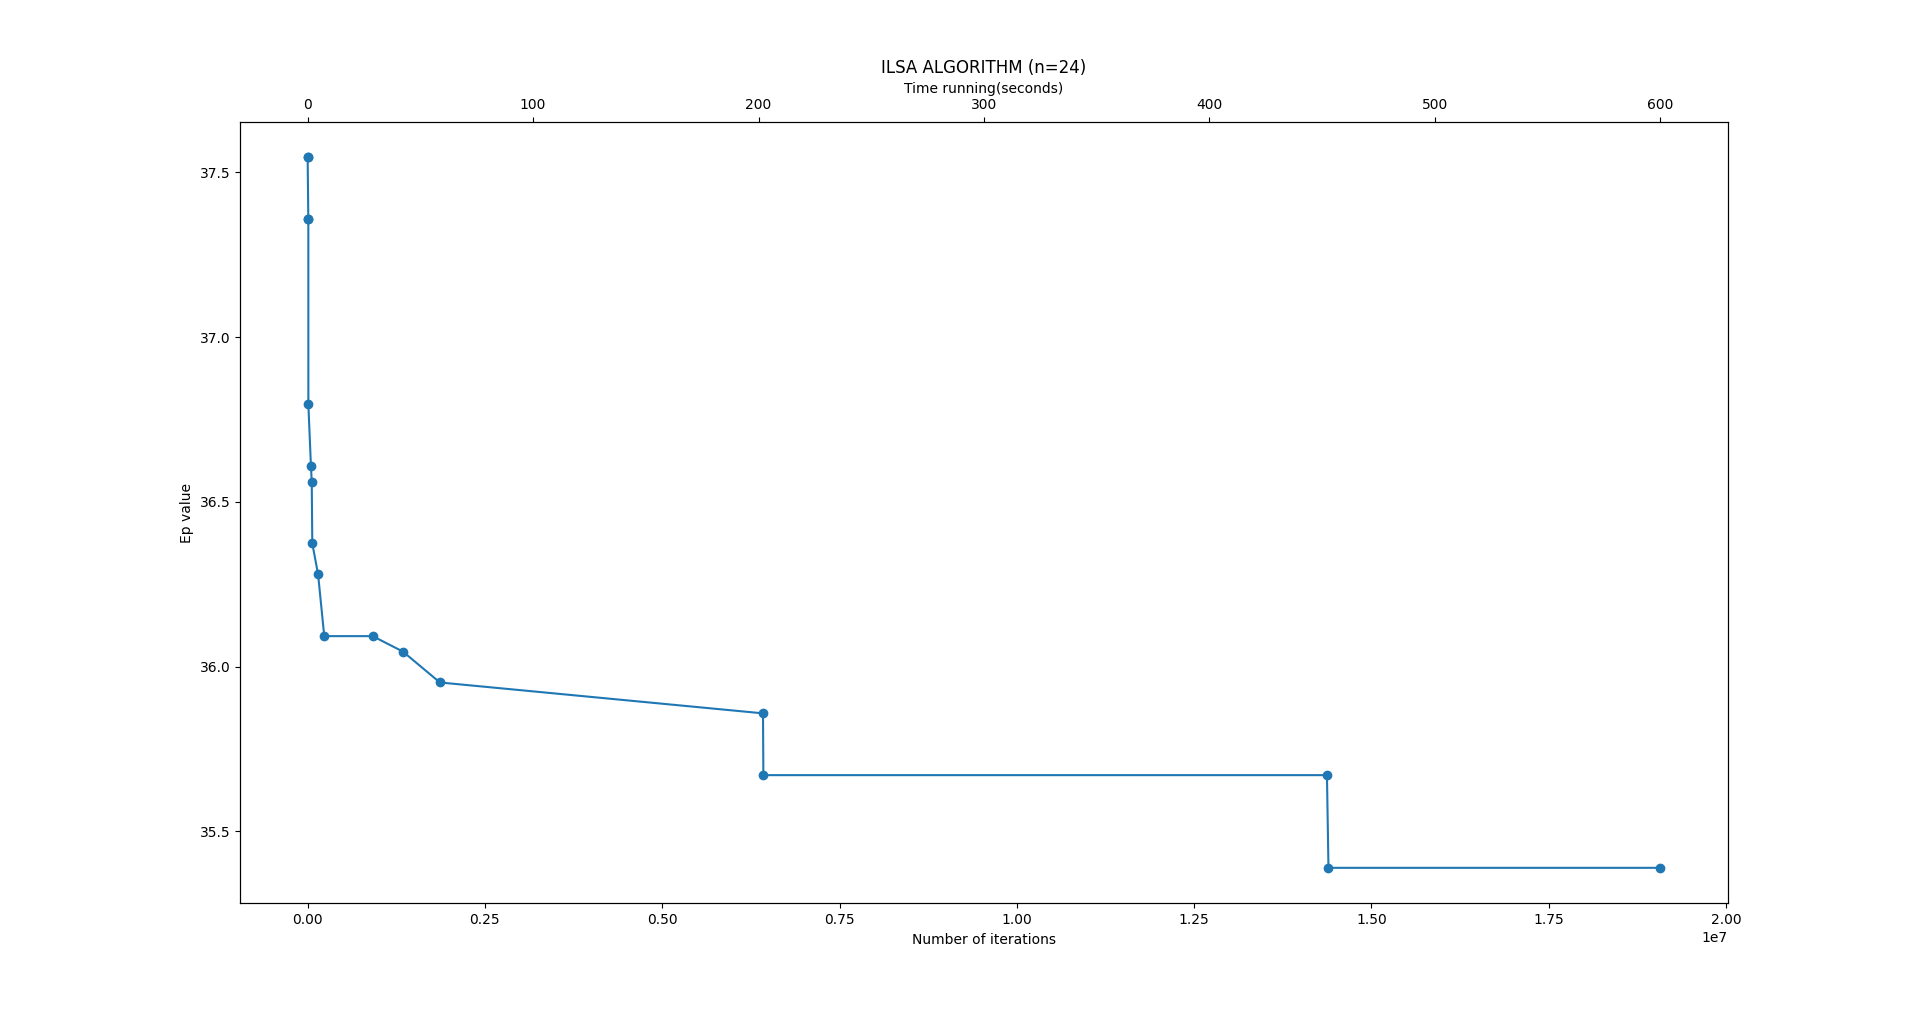 ILSA ALGORITHM (n=24)
Time running(seconds)
0 100 200 300 400 500 600
37.5
37.0
36.5
36.0
35.5
Ep value
0.00 0.25 0.50 0.75 1.00 1.25 1.50 1.75 2.00
Number of iterations
1e7